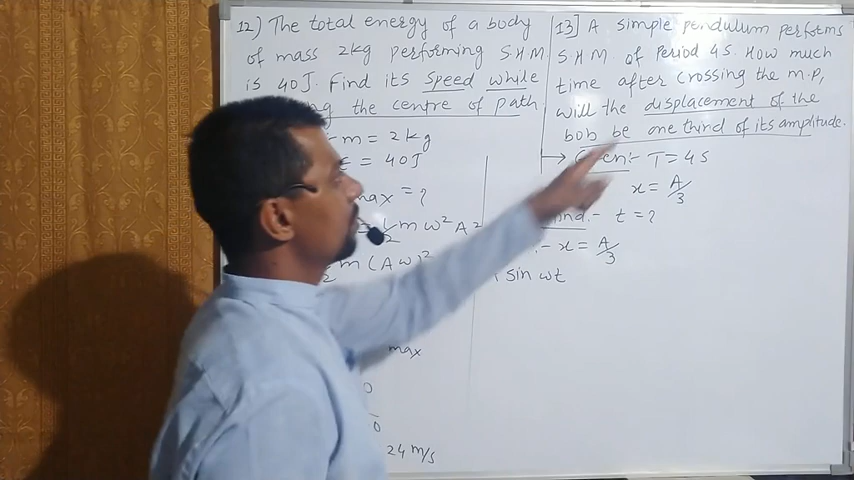 12) The total energy of a body
of mass 2kg performing S.H.M.
is 40J. Find its speed while
the centre of path.
m = 2kg
= 40J
max = ?
1/2 m ω² A²
m (Aω)²
max
0
0
24 m/s
13] A simple pendulum performs
S.H.M. of Period 4S. How much
time after crossing the m.p,
will the displacement of the
bob be one third of its amplitude.
→ T = 4S
x = A/3
t = ?
:- x = A/3
sin ωt